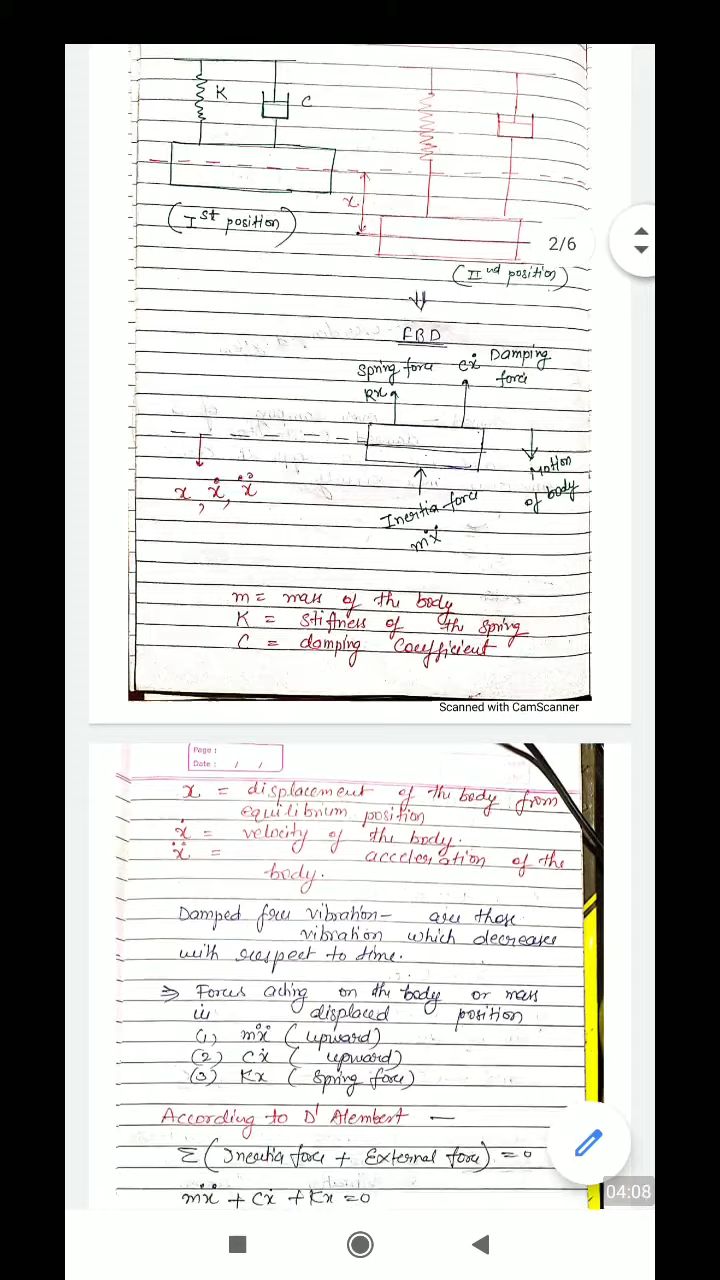 K
C
x
(Ist position)
2/6
(IInd position)
FBD
Spring force
Cẋ Damping force
Kx
x, ẋ, ẍ
Motion of body
Inertia force
mẍ
m = mass of the body
K = stiffness of the spring
C = damping coefficient
Scanned with CamScanner
Page :
Date : / /
x = displacement of the body from
equilibrium position
ẋ = velocity of the body.
ẍ = acceleration of the
body.
Damped free vibration- are those
vibration which decreases
with respect to time.
⇒ Forces acting on the body or mass
is displaced position
(1) mẍ (upward)
(2) Cẋ (upward)
(3) Kx (Spring force)
According to D'Alembert —
Σ(Inertia force + External force) = 0
mẍ + Cẋ + Kx = 0
04:08